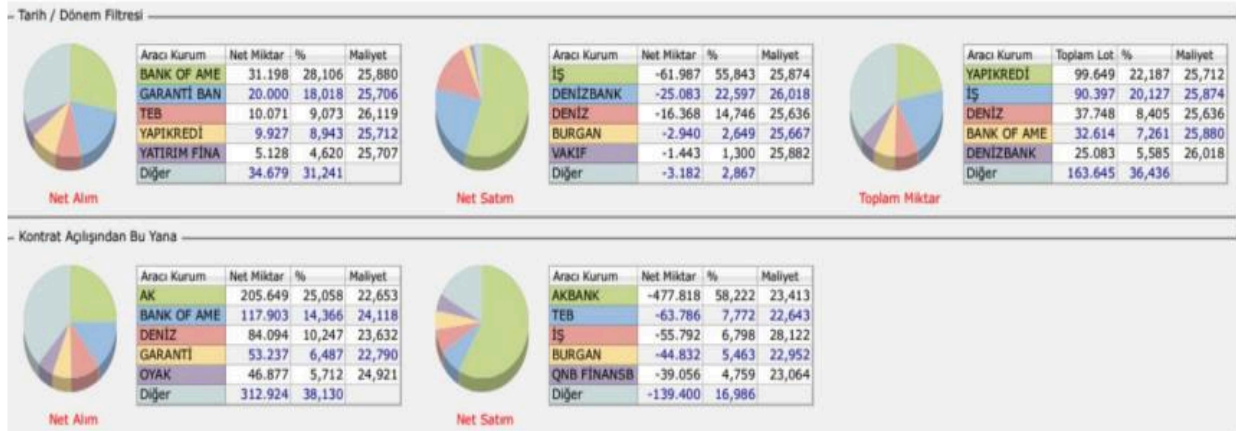 Tarih / Dönem Filtresi
Aracı Kurum Net Miktar % Maliyet
BANK OF AME 31.198 28,106 25,880
GARANTİ BAN 20.000 18,018 25,706
TEB 10.071 9,073 26,119
YAPIKREDİ 9.927 8,943 25,712
YATIRIM FİNA 5.128 4,620 25,707
Diğer 34.679 31,241
Net Alım
Aracı Kurum Net Miktar % Maliyet
İŞ -61.987 55,843 25,874
DENİZBANK -25.083 22,597 26,018
DENİZ -16.368 14,746 25,636
BURGAN -2.940 2,649 25,667
VAKIF -1.443 1,300 25,882
Diğer -3.182 2,867
Net Satım
Aracı Kurum Toplam Lot % Maliyet
YAPIKREDİ 99.649 22,187 25,712
İŞ 90.397 20,127 25,874
DENİZ 37.748 8,405 25,636
BANK OF AME 32.614 7,261 25,880
DENİZBANK 25.083 5,585 26,018
Diğer 163.645 36,436
Toplam Miktar
Kontrat Açılışından Bu Yana
Aracı Kurum Net Miktar % Maliyet
AK 205.649 25,058 22,653
BANK OF AME 117.903 14,366 24,118
DENİZ 84.094 10,247 23,632
GARANTİ 53.237 6,487 22,790
OYAK 46.877 5,712 24,921
Diğer 312.924 38,130
Net Alım
Aracı Kurum Net Miktar % Maliyet
AKBANK -477.818 58,222 23,413
TEB -63.786 7,772 22,643
İŞ -55.792 6,798 28,122
BURGAN -44.832 5,463 22,952
QNB FİNANSB -39.056 4,759 23,064
Diğer -139.400 16,986
Net Satım